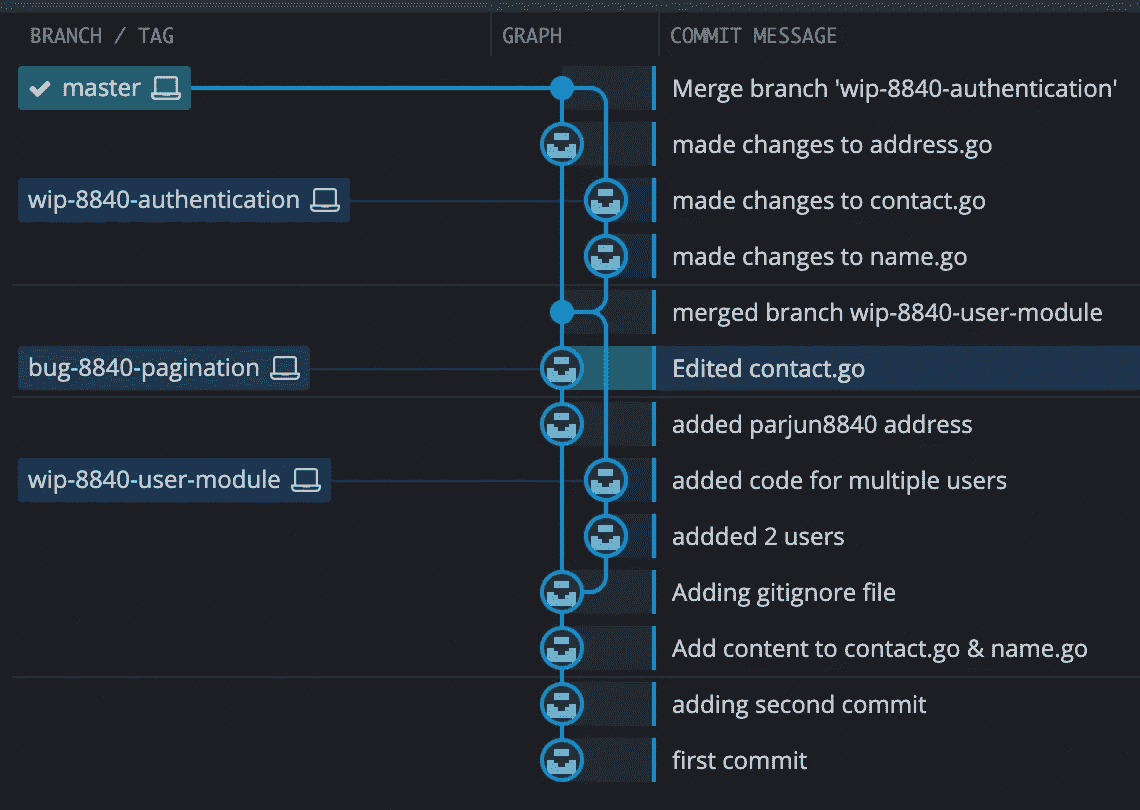 BRANCH / TAG GRAPH COMMIT MESSAGE
master Merge branch 'wip-8840-authentication'
made changes to address.go
wip-8840-authentication made changes to contact.go
made changes to name.go
merged branch wip-8840-user-module
bug-8840-pagination Edited contact.go
added parjun8840 address
wip-8840-user-module added code for multiple users
addded 2 users
Adding gitignore file
Add content to contact.go & name.go
adding second commit
first commit